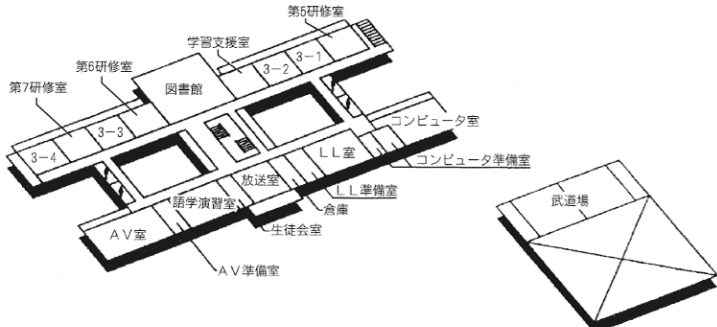 第5研修室
学習支援室
3-1
3-2
第6研修室
図書館
第7研修室
3-3
3-4
コンピュータ室
コンピュータ準備室
LL室
LL準備室
放送室
倉庫
語学演習室
生徒会室
AV室
AV準備室
武道場